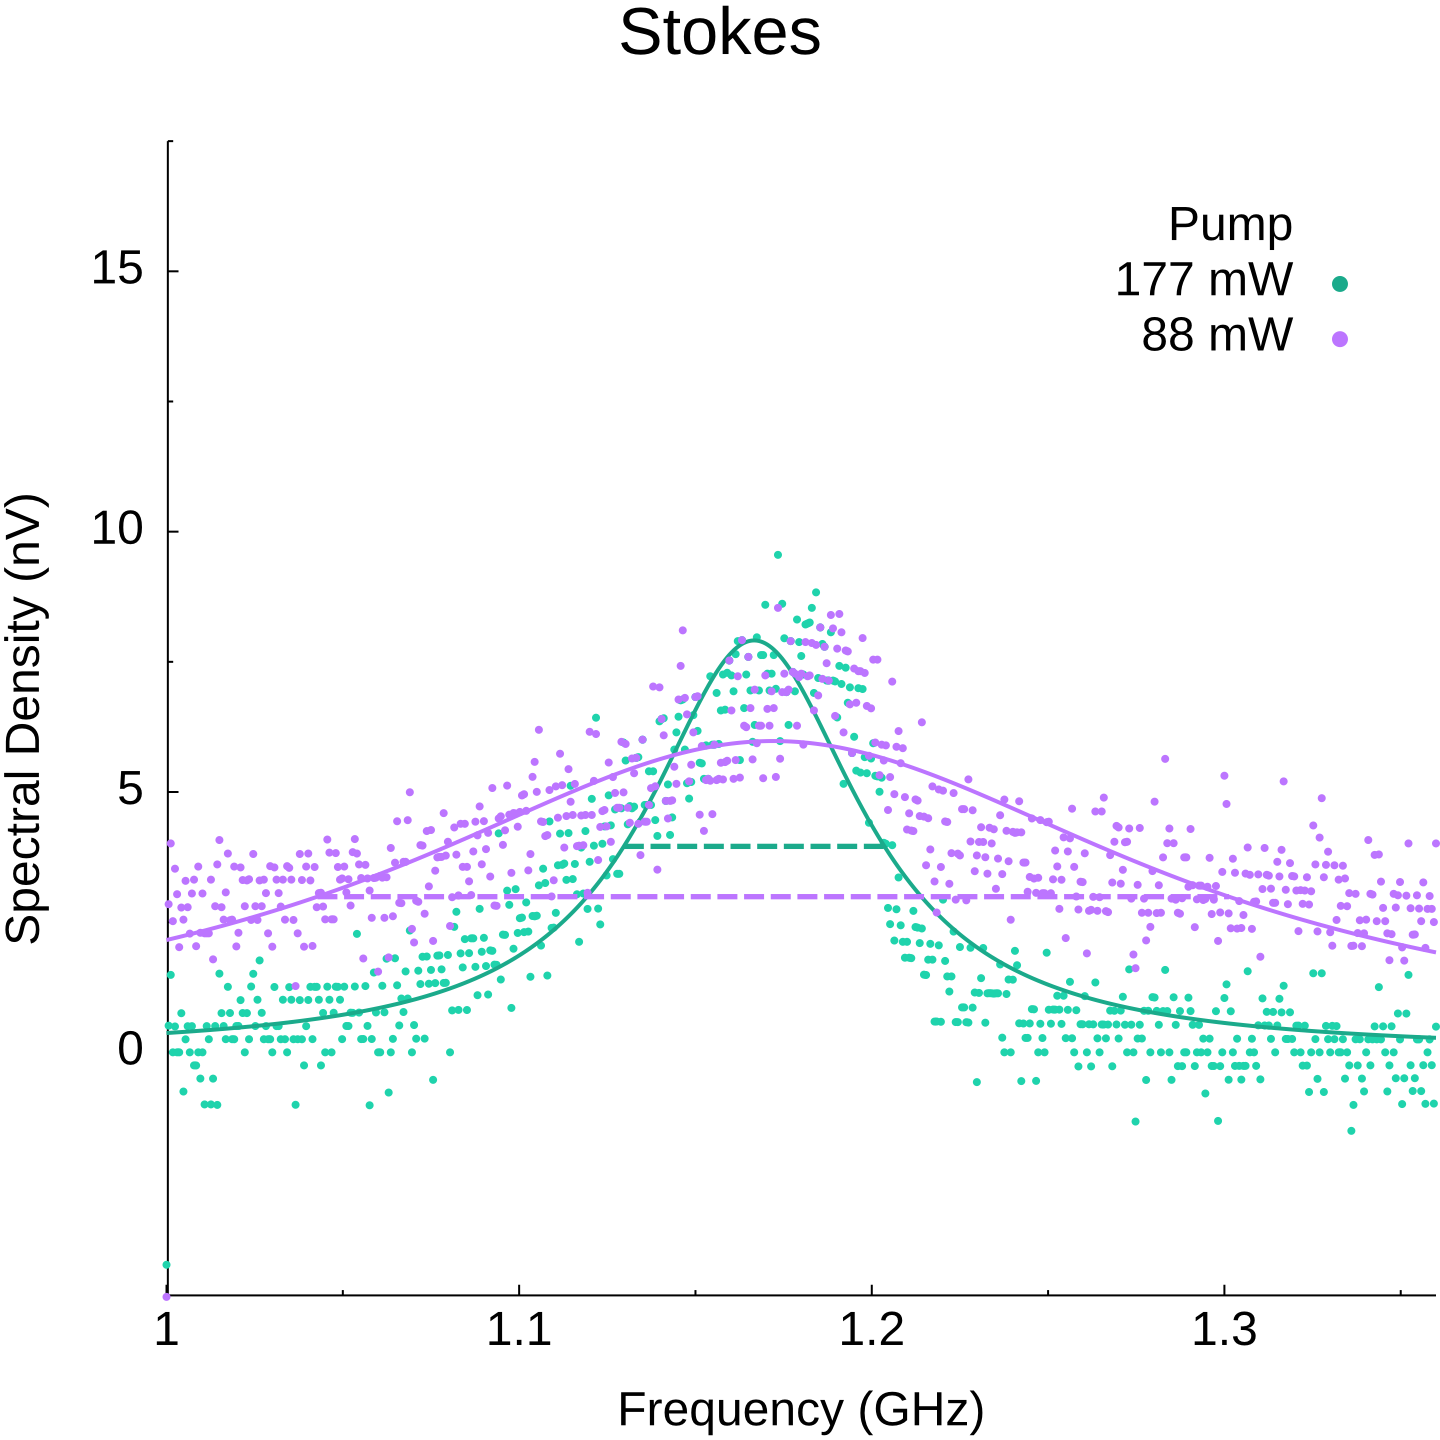 Stokes
Pump
177 mW
88 mW
15
10
5
0
Spectral Density (nV)
1
1.1
1.2
1.3
Frequency (GHz)